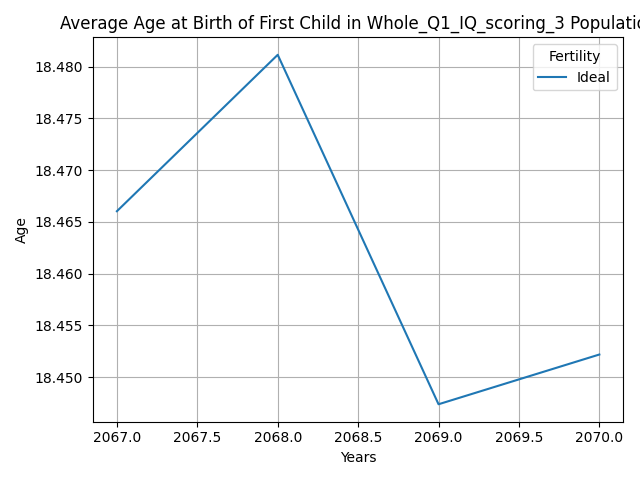 Average Age at Birth of First Child in Whole_Q1_IQ_scoring_3 Populatio
Fertility
Ideal
18.480
18.475
18.470
18.465
18.460
18.455
18.450
Age
2067.0 2067.5 2068.0 2068.5 2069.0 2069.5 2070.0
Years